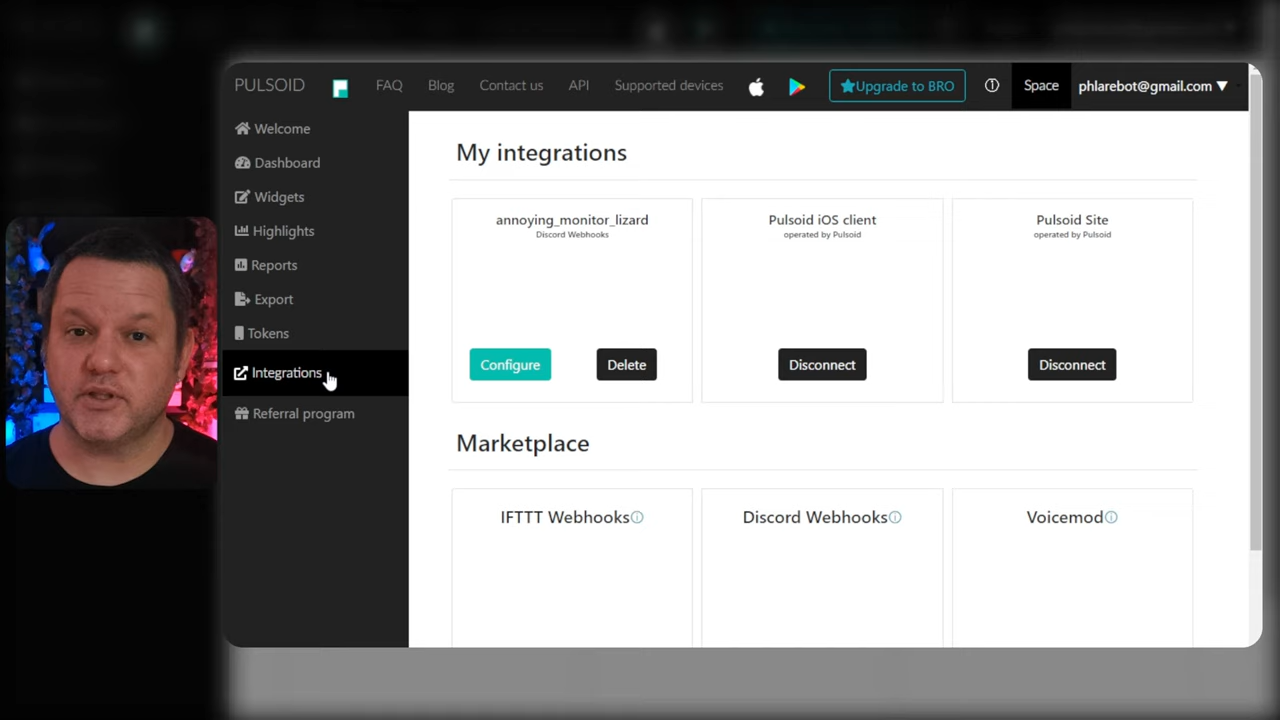 PULSOID
FAQ
Blog
Contact us
API
Supported devices
Upgrade to BRO
Space
phlarebot@gmail.com
Welcome
Dashboard
Widgets
Highlights
Reports
Export
Tokens
Integrations
Referral program
My integrations
annoying_monitor_lizard
Discord Webhooks
Configure
Delete
Pulsoid iOS client
operated by Pulsoid
Disconnect
Pulsoid Site
operated by Pulsoid
Disconnect
Marketplace
IFTTT Webhooks
Discord Webhooks
Voicemod